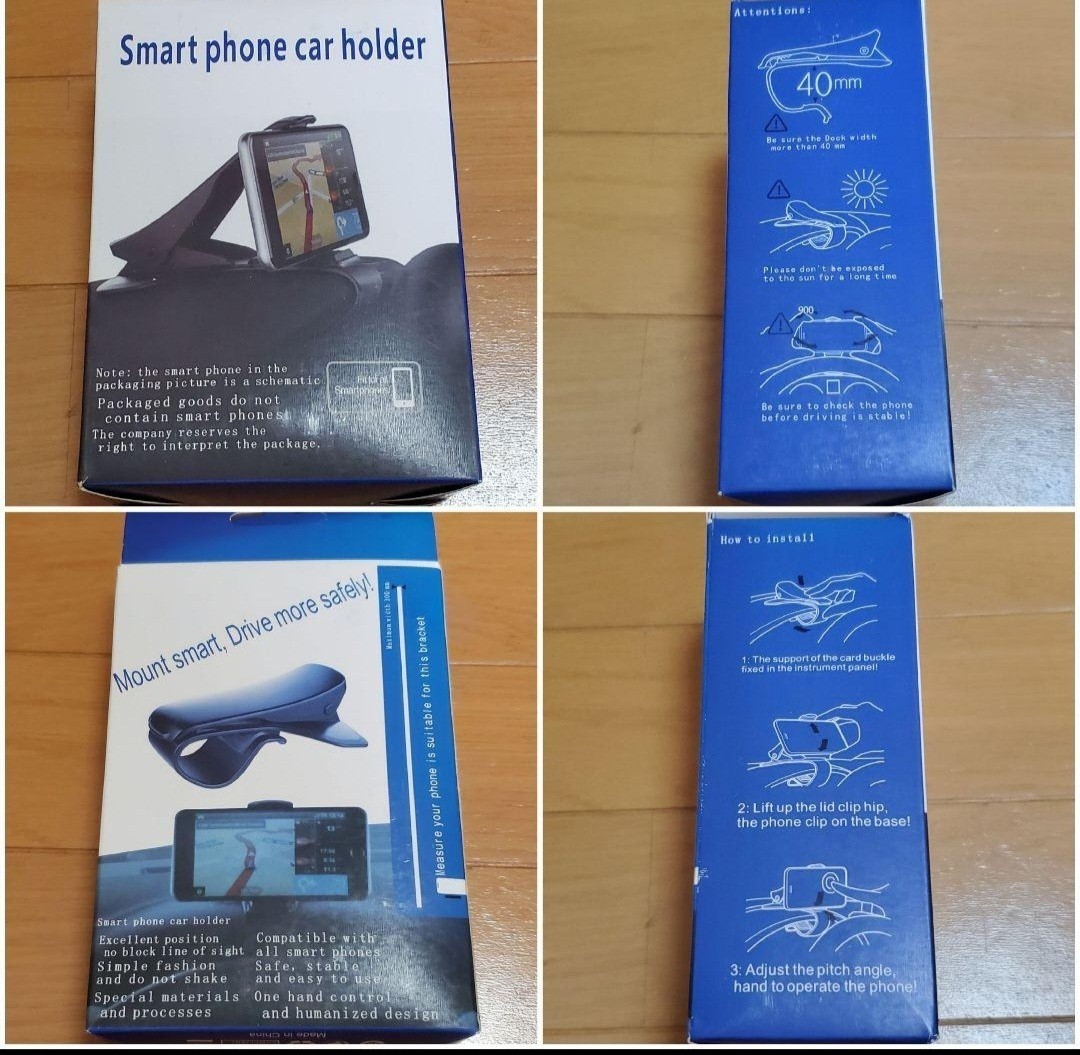 Smart phone car holder
Note: the smart phone in the
packaging picture is a schematic
Packaged goods do not
contain smart phones
The company reserves the
right to interpret the package.
Smartphones
Attentions:
40mm
Be sure the Dock width
more than 40 mm
Please don't be exposed
to the sun for a long time
900
Be sure to check the phone
before driving is stable!
Mount smart, Drive more safely!
Maximum width
Measure your phone is suitable for this bracket
Smart phone car holder
Excellent position
no block line of sight
Simple fashion
and do not shake
Special materials
and processes
Compatible with
all smart phones
Safe, stable
and easy to use
One hand control
and humanized design
Made in China
How to install
1: The support of the card buckle
fixed in the instrument panel!
2: Lift up the lid clip hip,
the phone clip on the base!
3: Adjust the pitch angle,
hand to operate the phone!